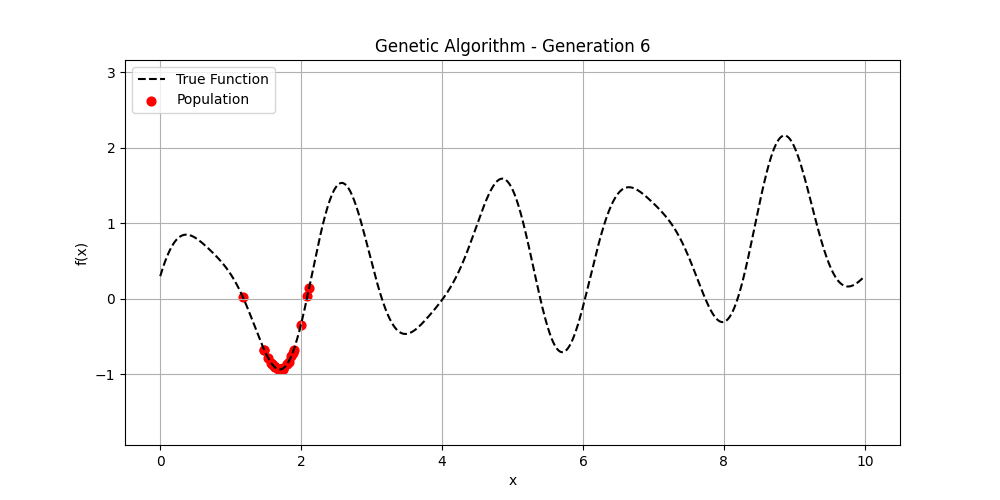 Genetic Algorithm - Generation 6
True Function
Population
f(x)
3
2
1
0
−1
0 2 4 6 8 10
x